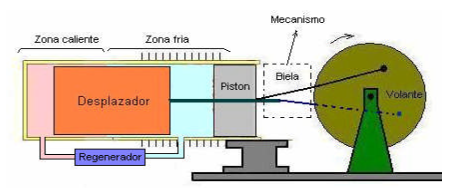 Mecanismo
Zona caliente
Zona fria
Desplazador
Piston
Biela
Volante
Regenerador